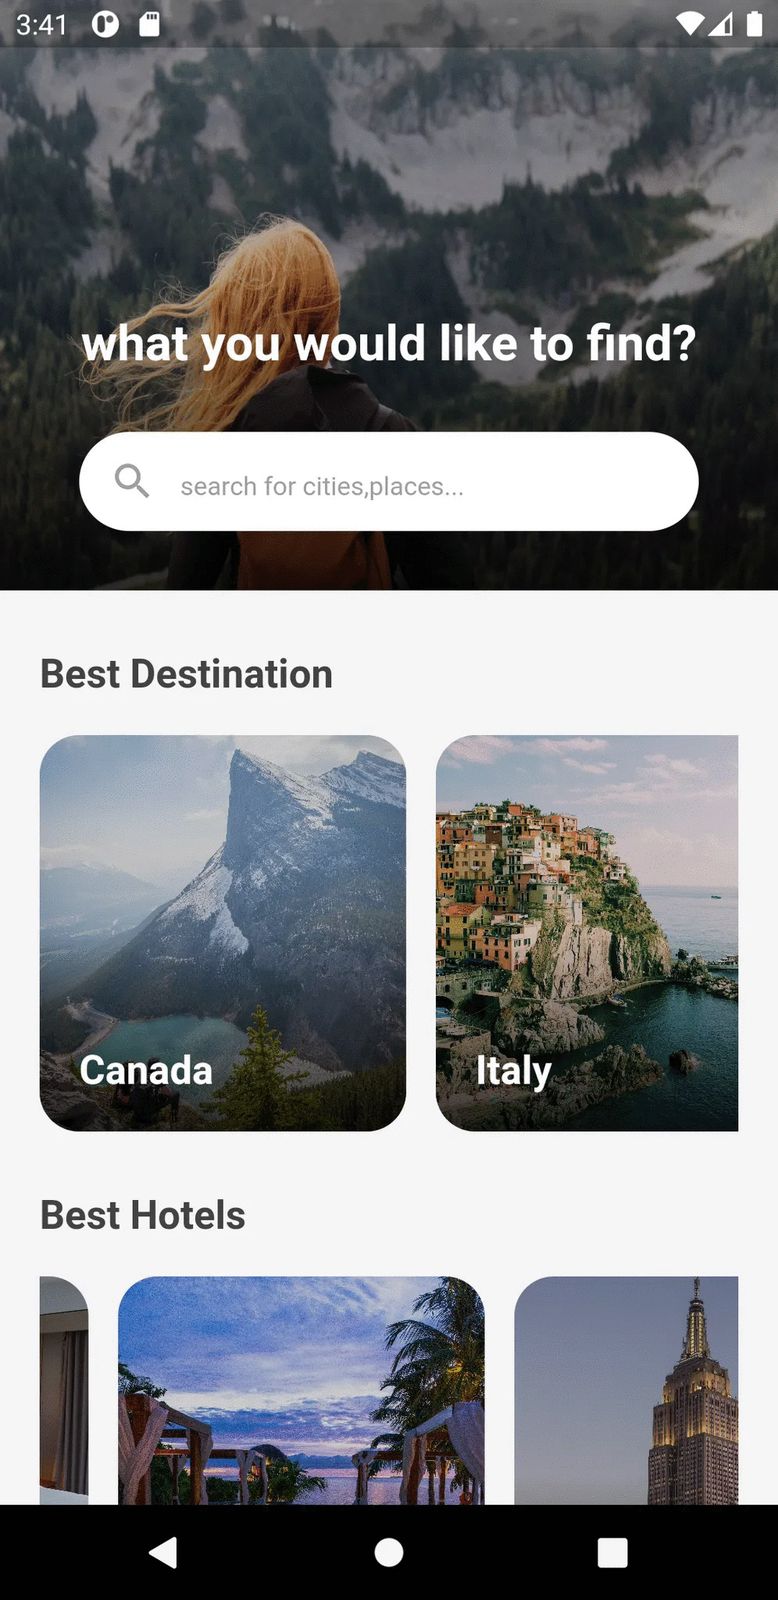 3:41
what you would like to find?
search for cities,places...
Best Destination
Canada
Italy
Best Hotels